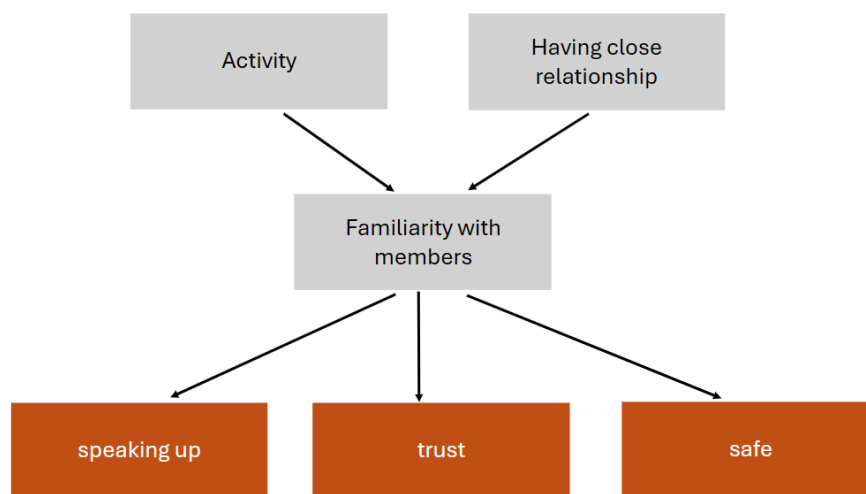 Activity
Having close
relationship
Familiarity with
members
speaking up
trust
safe